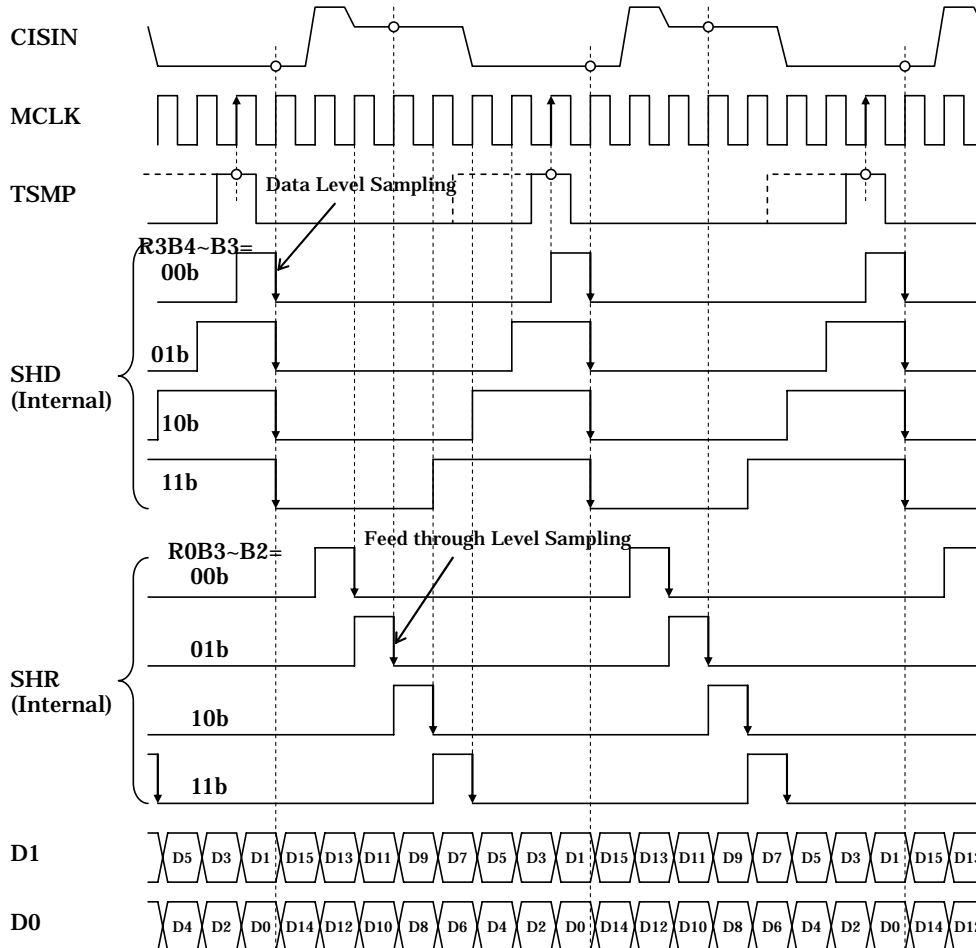 CISIN
MCLK
TSMP
Data Level Sampling
R3B4~B3=
00b
01b
SHD
(Internal)
10b
11b
Feed through Level Sampling
R0B3~B2=
00b
01b
SHR
(Internal)
10b
11b
D1 D5 D3 D1 D15 D13 D11 D9 D7 D5 D3 D1 D15 D13 D11 D9 D7 D5 D3 D1 D15 D13
D0 D4 D2 D0 D14 D12 D10 D8 D6 D4 D2 D0 D14 D12 D10 D8 D6 D4 D2 D0 D14 D12